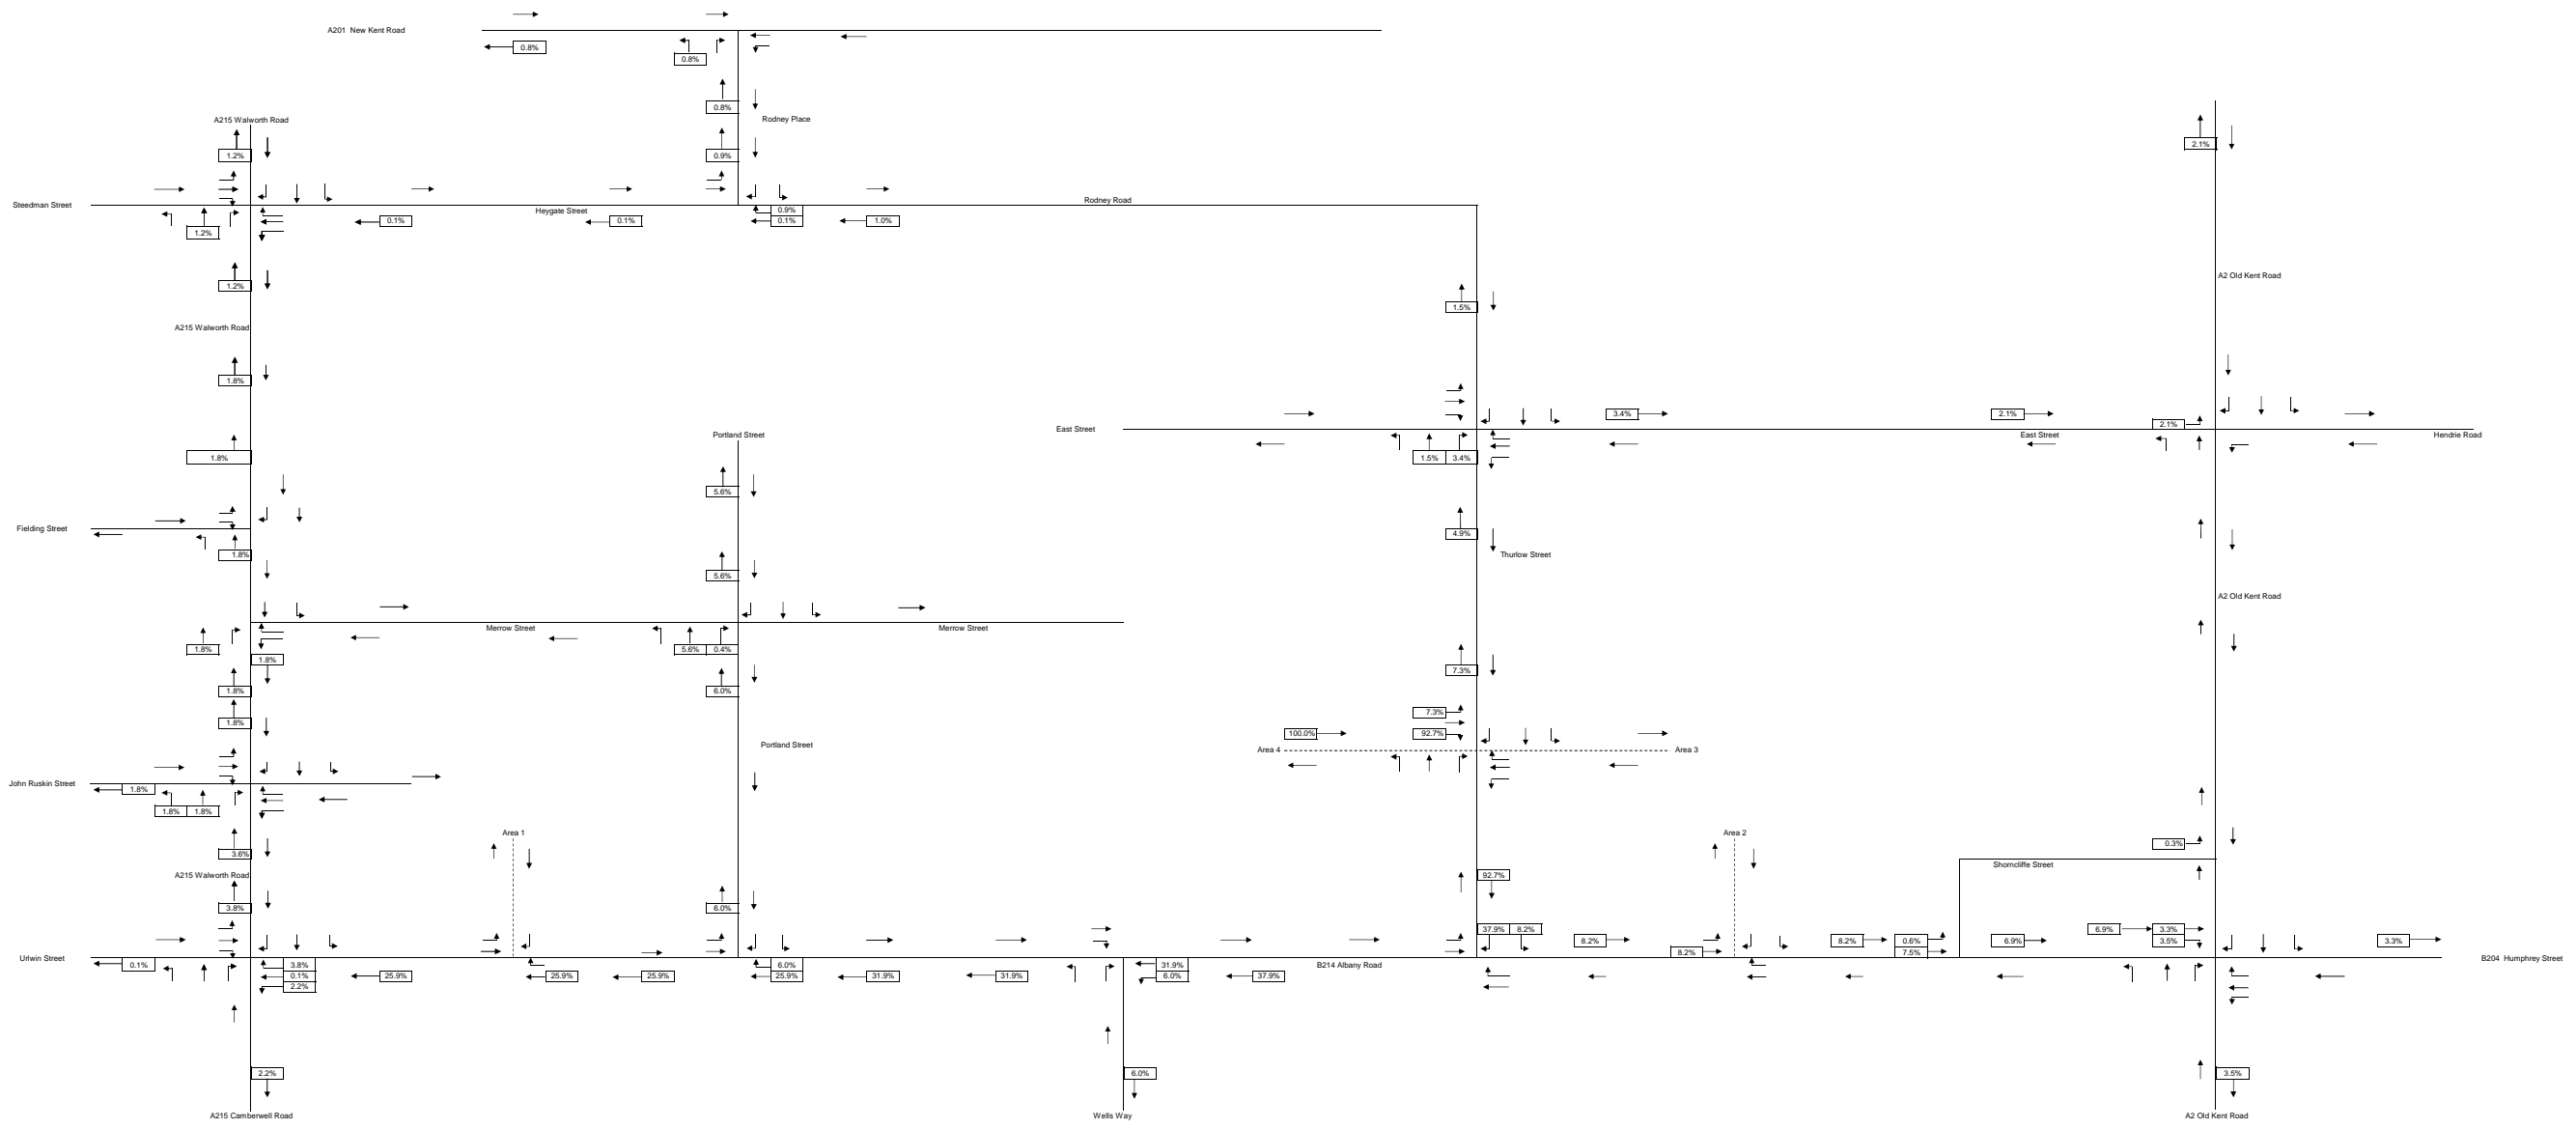 A201 New Kent Road
0.8%
0.8%
0.8%
A215 Walworth Road
Rodney Place
2.1%
1.2%
0.9%
Steedman Street
Heygate Street
Rodney Road
0.1%
0.1%
0.9%
0.1%
1.0%
1.2%
A2 Old Kent Road
1.2%
1.5%
A215 Walworth Road
1.8%
3.4%
2.1%
2.1%
Portland Street
East Street
East Street
Hendrie Road
1.8%
1.5% 3.4%
5.6%
Fielding Street
4.9%
1.8%
Thurlow Street
5.6%
A2 Old Kent Road
Merrow Street
Merrow Street
1.8%
5.6% 0.4%
1.8%
7.3%
1.8%
6.0%
7.3%
1.8%
100.0%
92.7%
Portland Street
Area 4
Area 3
John Ruskin Street
1.8%
1.8% 1.8%
Area 1
Area 2
0.3%
3.6%
Shorncliffe Street
A215 Walworth Road
92.7%
3.8%
6.0%
37.9% 8.2%
6.9%
3.3%
8.2%
8.2%
0.6%
6.9%
3.5%
3.3%
8.2%
7.5%
Urlwin Street
0.1%
3.8%
6.0%
31.9%
B214 Albany Road
B204 Humphrey Street
0.1%
25.9%
25.9%
25.9%
25.9%
31.9%
31.9%
6.0%
37.9%
2.2%
2.2%
6.0%
3.5%
A215 Camberwell Road
Wells Way
A2 Old Kent Road